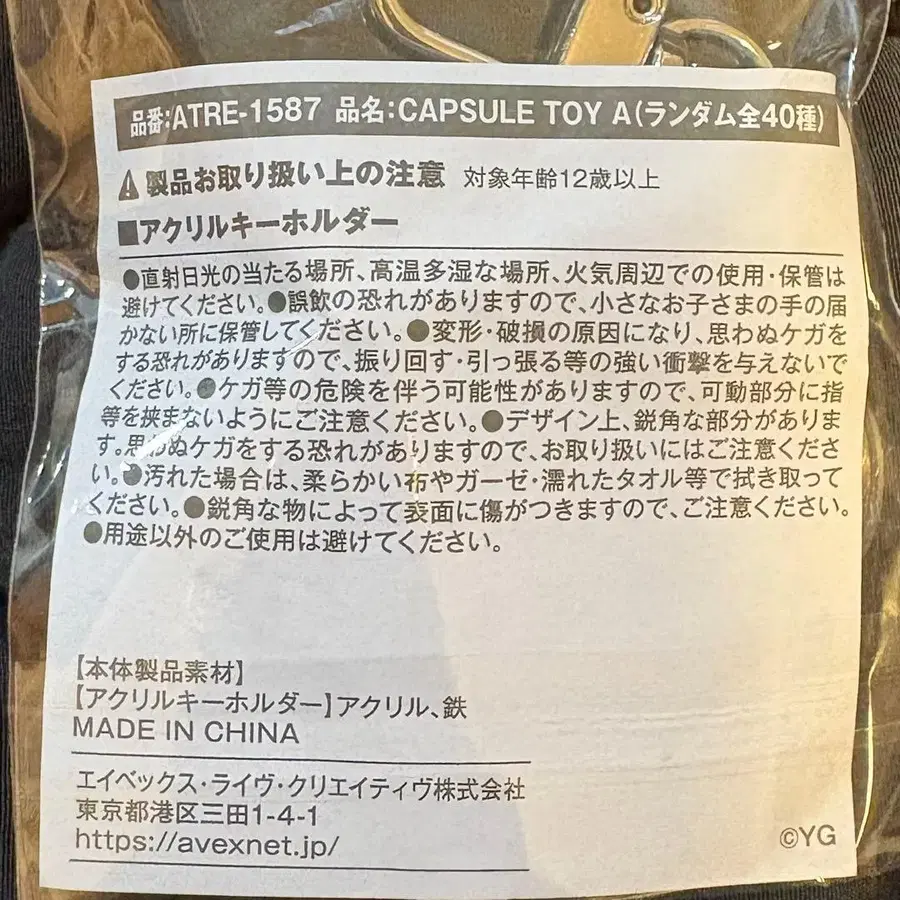 品番:ATRE-1587 品名:CAPSULE TOY A(ランダム全40種)
製品お取り扱い上の注意 対象年齢12歳以上
■アクリルキーホルダー
●直射日光の当たる場所、高温多湿な場所、火気周辺での使用・保管は
避けてください。●誤飲の恐れがありますので、小さなお子さまの手の届
かない所に保管してください。●変形・破損の原因になり、思わぬケガを
する恐れがありますので、振り回す・引っ張る等の強い衝撃を与えないで
ください。●ケガ等の危険を伴う可能性がありますので、可動部分に指
等を挟まないようにご注意ください。●デザイン上、鋭角な部分がありま
す。思わぬケガをする恐れがありますので、お取り扱いにはご注意くださ
い。●汚れた場合は、柔らかい布やガーゼ・濡れたタオル等で拭き取って
ください。●鋭角な物によって表面に傷がつきますので、ご注意ください。
●用途以外のご使用は避けてください。
【本体製品素材】
【アクリルキーホルダー】アクリル、鉄
MADE IN CHINA
エイベックス・ライヴ・クリエイティヴ株式会社
東京都港区三田1-4-1
https://avexnet.jp/
©YG